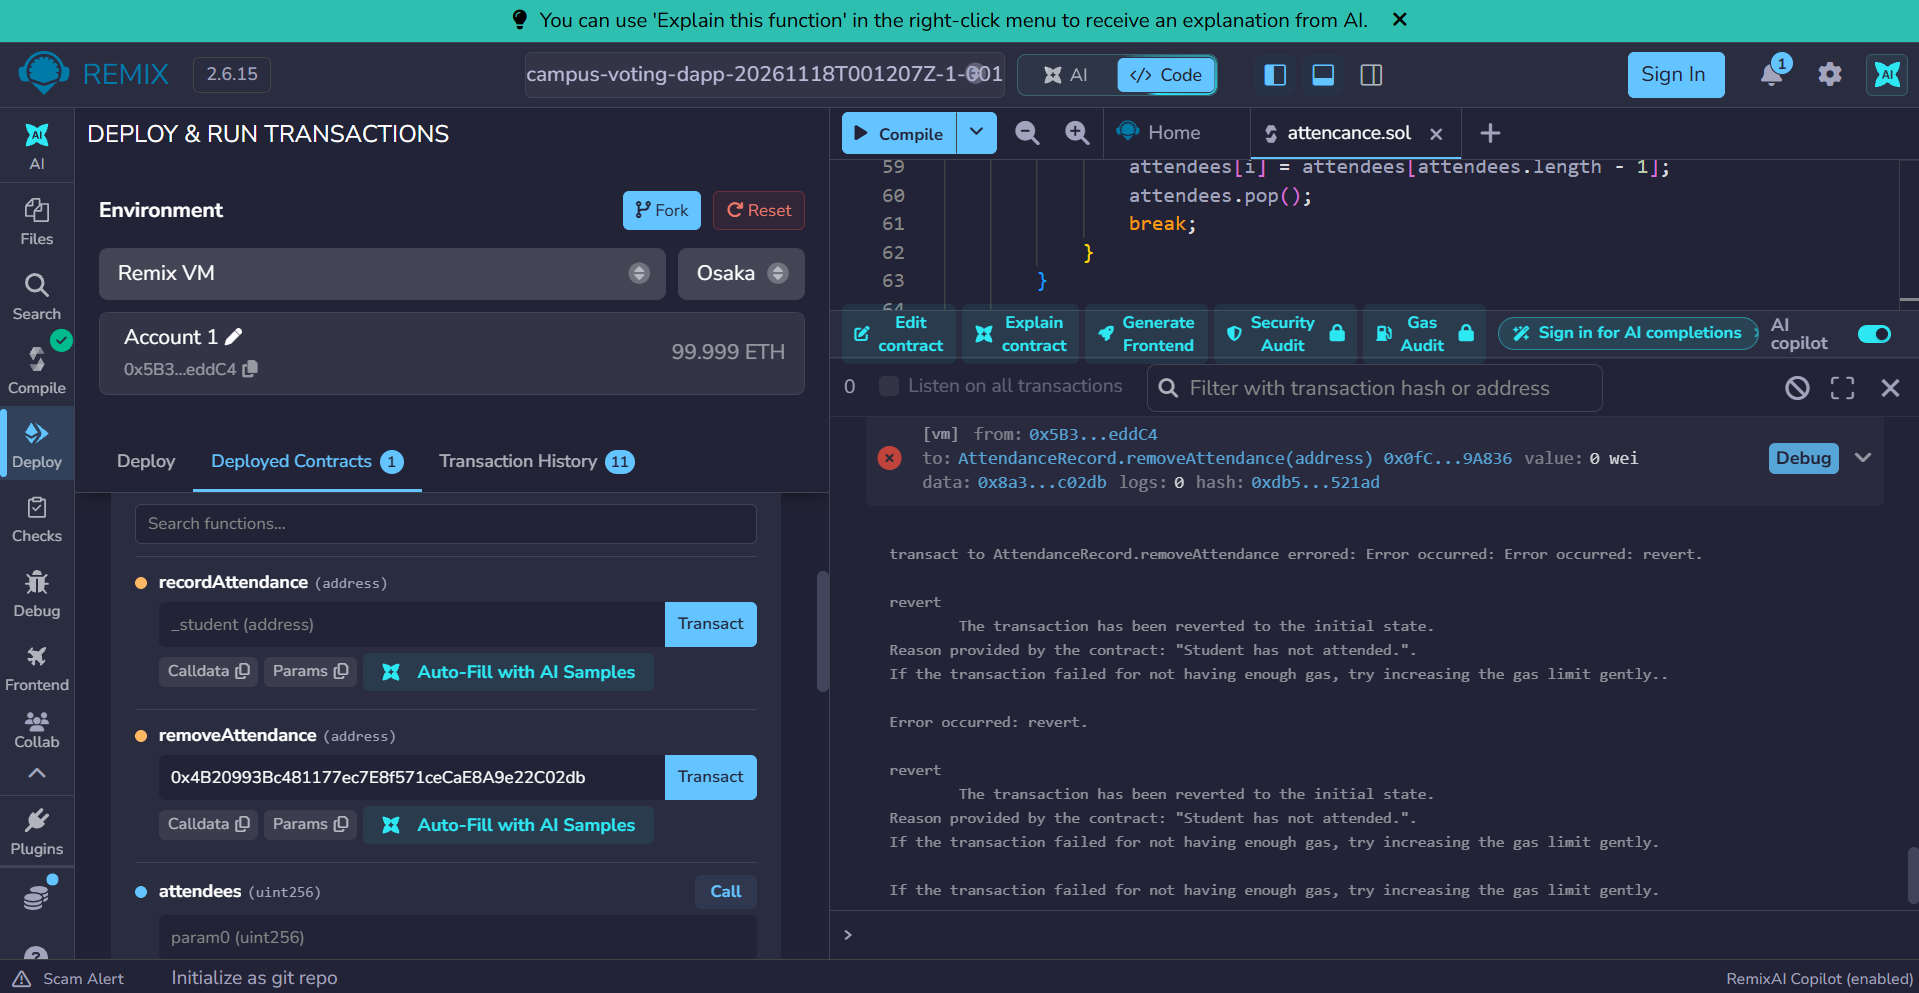 You can use 'Explain this function' in the right-click menu to receive an explanation from AI.
REMIX
2.6.15
campus-voting-dapp-20261118T001207Z-1-001
AI
Code
Sign In
1
AI
AI
Files
Search
Compile
Deploy
Checks
Debug
Frontend
Collab
Plugins
DEPLOY & RUN TRANSACTIONS
Environment
Fork
Reset
Remix VM
Osaka
Account 1
0x5B3...eddC4
99.999 ETH
Deploy
Deployed Contracts 1
Transaction History 11
Search functions...
recordAttendance (address)
_student (address)
Transact
Calldata
Params
Auto-Fill with AI Samples
removeAttendance (address)
0x4B20993Bc481177ec7E8f571ceCaE8A9e22C02db
Transact
Calldata
Params
Auto-Fill with AI Samples
attendees (uint256)
Call
param0 (uint256)
Compile
Home
attencance.sol
59 attendees[i] = attendees[attendees.length - 1];
60 attendees.pop();
61 break;
62 }
63 }
64
Edit contract
Explain contract
Generate Frontend
Security Audit
Gas Audit
Sign in for AI completions
AI copilot
0
Listen on all transactions
Filter with transaction hash or address
[vm] from: 0x5B3...eddC4
to: AttendanceRecord.removeAttendance(address) 0x0fC...9A836 value: 0 wei
data: 0x8a3...c02db logs: 0 hash: 0xdb5...521ad
Debug
transact to AttendanceRecord.removeAttendance errored: Error occurred: Error occurred: revert.
revert
The transaction has been reverted to the initial state.
Reason provided by the contract: "Student has not attended.".
If the transaction failed for not having enough gas, try increasing the gas limit gently..
Error occurred: revert.
revert
The transaction has been reverted to the initial state.
Reason provided by the contract: "Student has not attended.".
If the transaction failed for not having enough gas, try increasing the gas limit gently.
If the transaction failed for not having enough gas, try increasing the gas limit gently.
>
Scam Alert
Initialize as git repo
RemixAI Copilot (enabled)